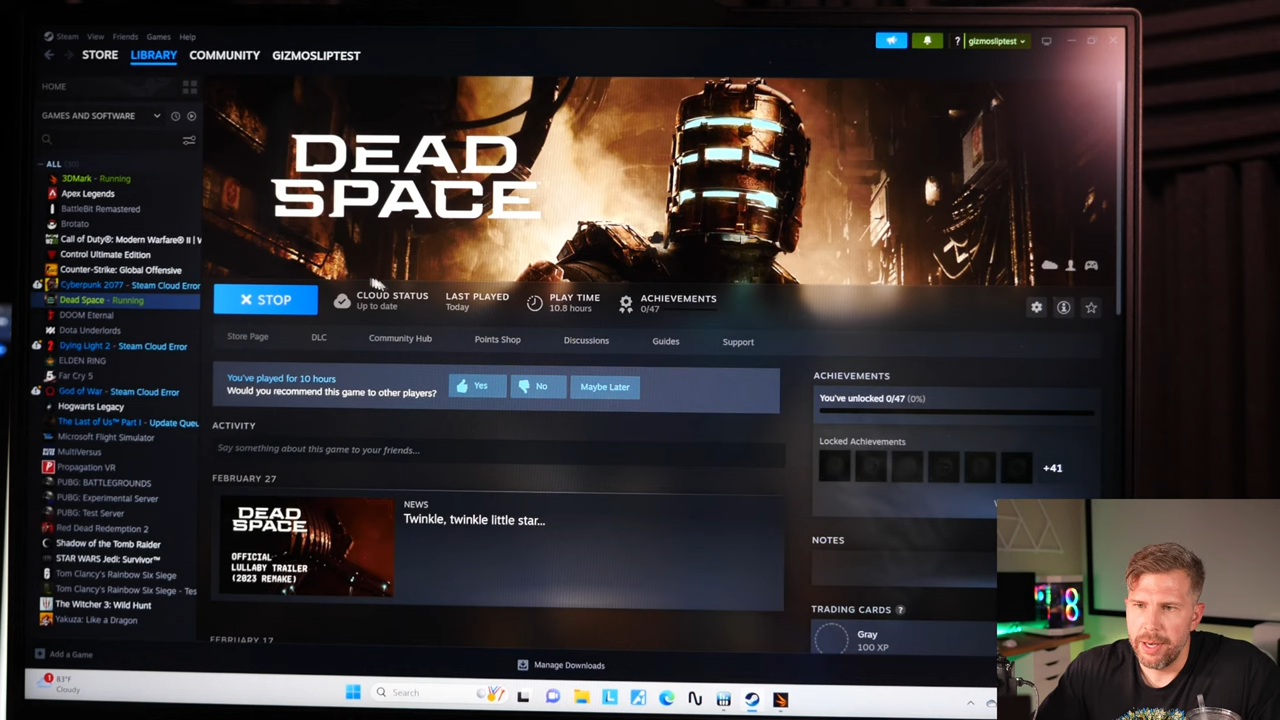 Steam View Friends Games Help
STORE LIBRARY COMMUNITY GIZMOSLIPTEST
? gizmosliptest
HOME
GAMES AND SOFTWARE
ALL
3DMark - Running
Apex Legends
BattleBit Remastered
Brotato
Call of Duty®: Modern Warfare® II | W
Control Ultimate Edition
Counter-Strike: Global Offensive
Cyberpunk 2077 - Steam Cloud Error
Dead Space - Running
DOOM Eternal
Dota Underlords
Dying Light 2 - Steam Cloud Error
ELDEN RING
Far Cry 5
God of War - Steam Cloud Error
Hogwarts Legacy
The Last of Us™ Part I - Update Queu
Microsoft Flight Simulator
MultiVersus
Propagation VR
PUBG: BATTLEGROUNDS
PUBG: Experimental Server
PUBG: Test Server
Red Dead Redemption 2
Shadow of the Tomb Raider
STAR WARS Jedi: Survivor™
Tom Clancy's Rainbow Six Siege
Tom Clancy's Rainbow Six Siege - Tes
The Witcher 3: Wild Hunt
Yakuza: Like a Dragon
Add a Game
DEAD
SPACE
STOP
CLOUD STATUS
Up to date
LAST PLAYED
Today
PLAY TIME
10.8 hours
ACHIEVEMENTS
0/47
Store Page DLC Community Hub Points Shop Discussions Guides Support
You've played for 10 hours
Would you recommend this game to other players?
Yes No Maybe Later
ACTIVITY
Say something about this game to your friends...
FEBRUARY 27
DEAD
SPACE
OFFICIAL
LULLABY TRAILER
(2023 REMAKE)
NEWS
Twinkle, twinkle little star...
FEBRUARY 17
ACHIEVEMENTS
You've unlocked 0/47 (0%)
Locked Achievements
+41
NOTES
TRADING CARDS ?
Gray
100 XP
Manage Downloads
1
83°F
Cloudy
Search